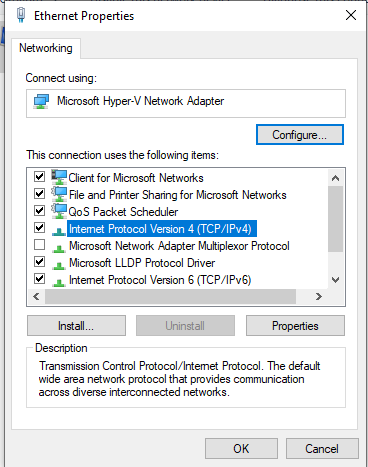 Ethernet Properties
Networking
Connect using:
Microsoft Hyper-V Network Adapter
Configure...
This connection uses the following items:
Client for Microsoft Networks
File and Printer Sharing for Microsoft Networks
QoS Packet Scheduler
Internet Protocol Version 4 (TCP/IPv4)
Microsoft Network Adapter Multiplexor Protocol
Microsoft LLDP Protocol Driver
Internet Protocol Version 6 (TCP/IPv6)
Install...
Uninstall
Properties
Description
Transmission Control Protocol/Internet Protocol. The default
wide area network protocol that provides communication
across diverse interconnected networks.
OK
Cancel